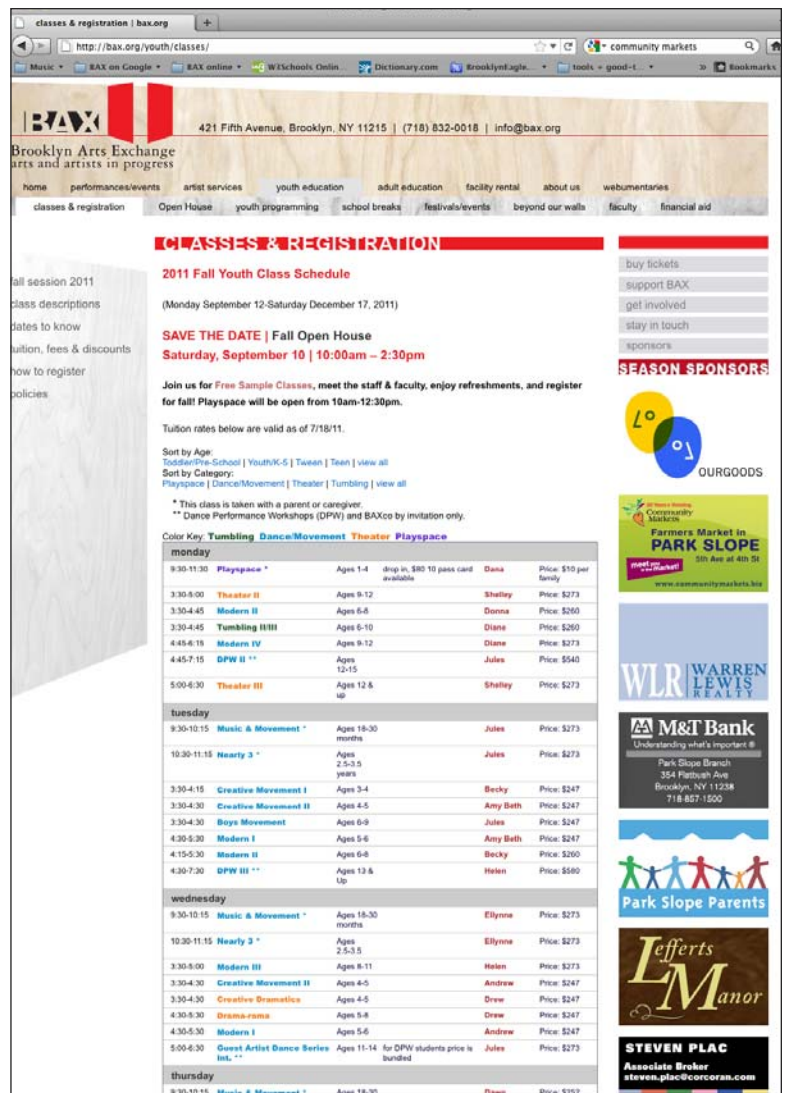 classes & registration | bax.org
http://bax.org/youth/classes/
community markets
Music BAX on Google BAX online W3Schools Onlin... Dictionary.com BrooklynEagle... tools + good-t... » Bookmarks
BAX
421 Fifth Avenue, Brooklyn, NY 11215 | (718) 832-0018 | info@bax.org
Brooklyn Arts Exchange
arts and artists in progress
home performances/events artist services youth education adult education facility rental about us webumentaries
classes & registration Open House youth programming school breaks festivals/events beyond our walls faculty financial aid
fall session 2011
class descriptions
dates to know
tuition, fees & discounts
how to register
policies
CLASSES & REGISTRATION
2011 Fall Youth Class Schedule
(Monday September 12-Saturday December 17, 2011)
SAVE THE DATE | Fall Open House
Saturday, September 10 | 10:00am – 2:30pm
Join us for Free Sample Classes, meet the staff & faculty, enjoy refreshments, and register
for fall! Playspace will be open from 10am-12:30pm.
Tuition rates below are valid as of 7/18/11.
Sort by Age:
Toddler/Pre-School | Youth/K-5 | Tween | Teen | view all
Sort by Category:
Playspace | Dance/Movement | Theater | Tumbling | view all
* This class is taken with a parent or caregiver.
** Dance Performance Workshops (DPW) and BAXco by invitation only.
Color Key: Tumbling Dance/Movement Theater Playspace
monday
9:30-11:30 Playspace * Ages 1-4 drop in, $80 10 pass card available Dana Price: $10 per family
3:30-5:00 Theater II Ages 9-12 Shelley Price: $273
3:30-4:45 Modern II Ages 6-8 Donna Price: $260
3:30-4:45 Tumbling II/III Ages 6-10 Diane Price: $260
4:45-6:15 Modern IV Ages 9-12 Diane Price: $273
4:45-7:15 DPW II ** Ages 12-15 Jules Price: $540
5:00-6:30 Theater III Ages 12 & up Shelley Price: $273
tuesday
9:30-10:15 Music & Movement * Ages 18-30 months Jules Price: $273
10:30-11:15 Nearly 3 * Ages 2.5-3.5 years Jules Price: $273
3:30-4:15 Creative Movement I Ages 3-4 Becky Price: $247
3:30-4:30 Creative Movement II Ages 4-5 Amy Beth Price: $247
3:30-4:30 Boys Movement Ages 6-9 Jules Price: $247
4:30-5:30 Modern I Ages 5-6 Amy Beth Price: $247
4:15-5:30 Modern II Ages 6-8 Becky Price: $260
4:30-7:30 DPW III ** Ages 13 & Up Helen Price: $580
wednesday
9:30-10:15 Music & Movement * Ages 18-30 months Ellynne Price: $273
10:30-11:15 Nearly 3 * Ages 2.5-3.5 Ellynne Price: $273
3:30-5:00 Modern III Ages 8-11 Helen Price: $273
3:30-4:30 Creative Movement II Ages 4-5 Andrew Price: $247
3:30-4:30 Creative Dramatics Ages 4-5 Drew Price: $247
4:30-5:30 Drama-rama Ages 5-8 Drew Price: $247
4:30-5:30 Modern I Ages 5-6 Andrew Price: $247
5:00-6:30 Guest Artist Dance Series Int. ** Ages 11-14 for DPW students price is bundled Jules Price: $273
thursday
9:30-10:15 Music & Movement * Ages 18-30 Dawn
buy tickets
support BAX
get involved
stay in touch
sponsors
SEASON SPONSORS
OURGOODS
Community
Markets
Farmers Market in
PARK SLOPE
5th Ave at 4th St
www.communitymarkets.biz
WLR WARREN
LEWIS
REALTY
M&T Bank
Understanding what's important ®
Park Slope Branch
354 Flatbush Ave
Brooklyn, NY 11238
718-857-1500
Park Slope Parents
Lefferts
Manor
STEVEN PLAC
Associate Broker
steven.plac@corcoran.com